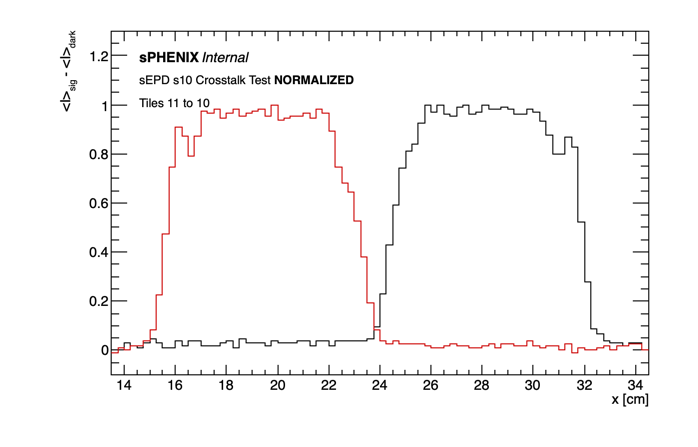 <I>sig - <I>dark
1.2
sPHENIX Internal
sEPD s10 Crosstalk Test NORMALIZED
Tiles 11 to 10
1
0.8
0.6
0.4
0.2
0
14 16 18 20 22 24 26 28 30 32 34
x [cm]